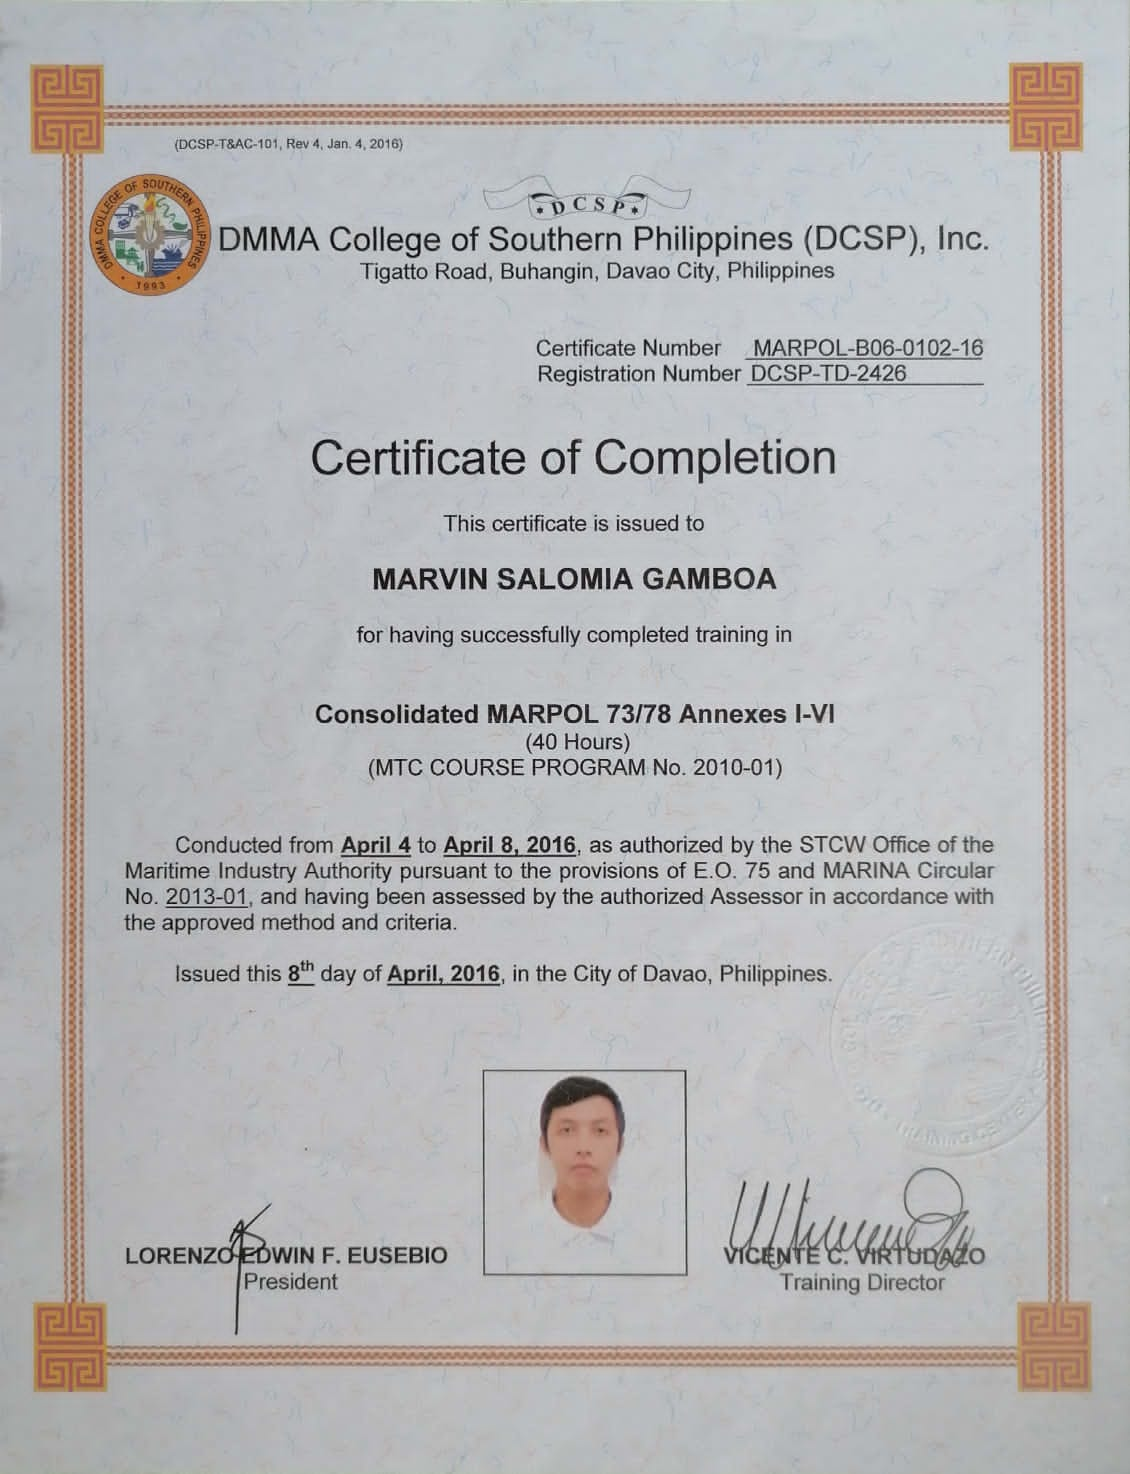 (DCSP-T&AC-101, Rev 4, Jan. 4, 2016)
DMMA COLLEGE OF SOUTHERN PHILIPPINES
1993
DCSP
DMMA College of Southern Philippines (DCSP), Inc.
Tigatto Road, Buhangin, Davao City, Philippines
Certificate Number MARPOL-B06-0102-16
Registration Number DCSP-TD-2426
Certificate of Completion
This certificate is issued to
MARVIN SALOMIA GAMBOA
for having successfully completed training in
Consolidated MARPOL 73/78 Annexes I-VI
(40 Hours)
(MTC COURSE PROGRAM No. 2010-01)
Conducted from April 4 to April 8, 2016, as authorized by the STCW Office of the
Maritime Industry Authority pursuant to the provisions of E.O. 75 and MARINA Circular
No. 2013-01, and having been assessed by the authorized Assessor in accordance with
the approved method and criteria.
Issued this 8th day of April, 2016, in the City of Davao, Philippines.
COLLEGE OF SOUTHERN PHILIPPINES
TRAINING CENTER
LORENZO EDWIN F. EUSEBIO
President
VICENTE C. VIRTUDAZO
Training Director